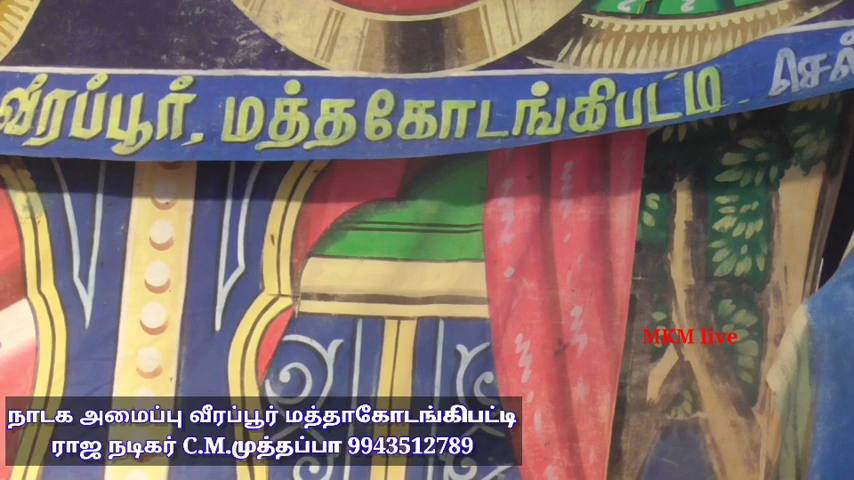 வீரப்பூர், மத்தகோடங்கிபட்டி. செல்
MKM live
நாடக அமைப்பு வீரப்பூர் மத்தாகோடங்கிபட்டி
ராஜ நடிகர் C.M.முத்தப்பா 9943512789